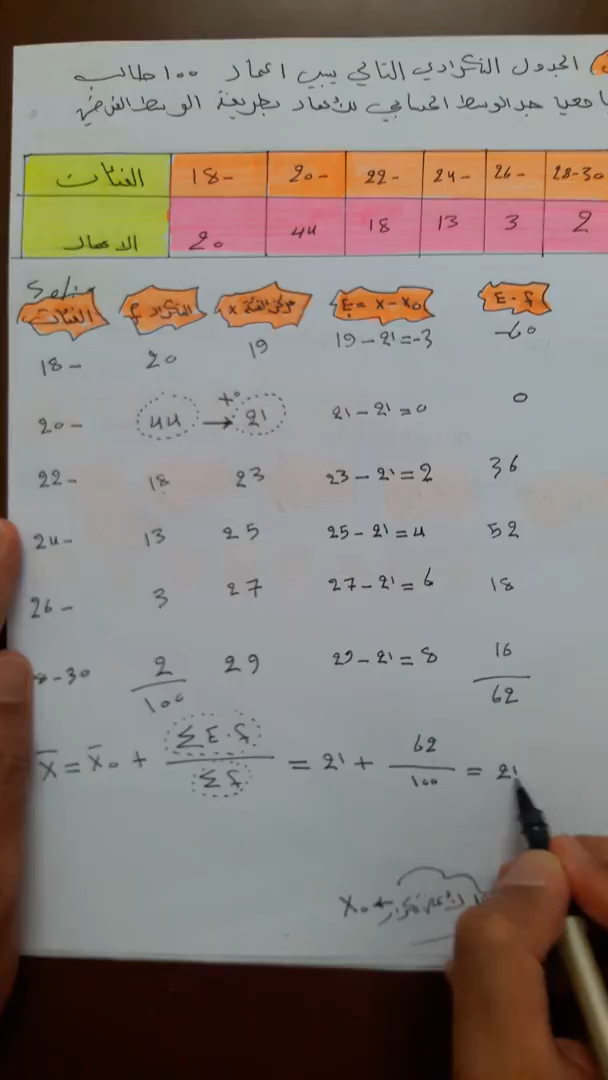 الجدول التكراري التالي يبين اعمار ١٠٠ طالب
جد الوسط الحسابي للاعمار بطريقة الوسط الفرضي
الفئات 18- 20- 22- 24- 26- 28-30
الاعمار 20 44 18 13 3 2
الفئات التكرار f مركز الفئة x E = x - x0 E.f
18- 20 19 19-21=-3 -60
x0
20- 44 → 21 21-21=0 0
22- 18 23 23-21=2 36
24- 13 25 25-21=4 52
26- 3 27 27-21=6 18
8-30 2 29 29-21=8 16
100 62
X̄ = X̄0 + ΣE.f / Σf = 21 + 62/100 = 21
X0 ←